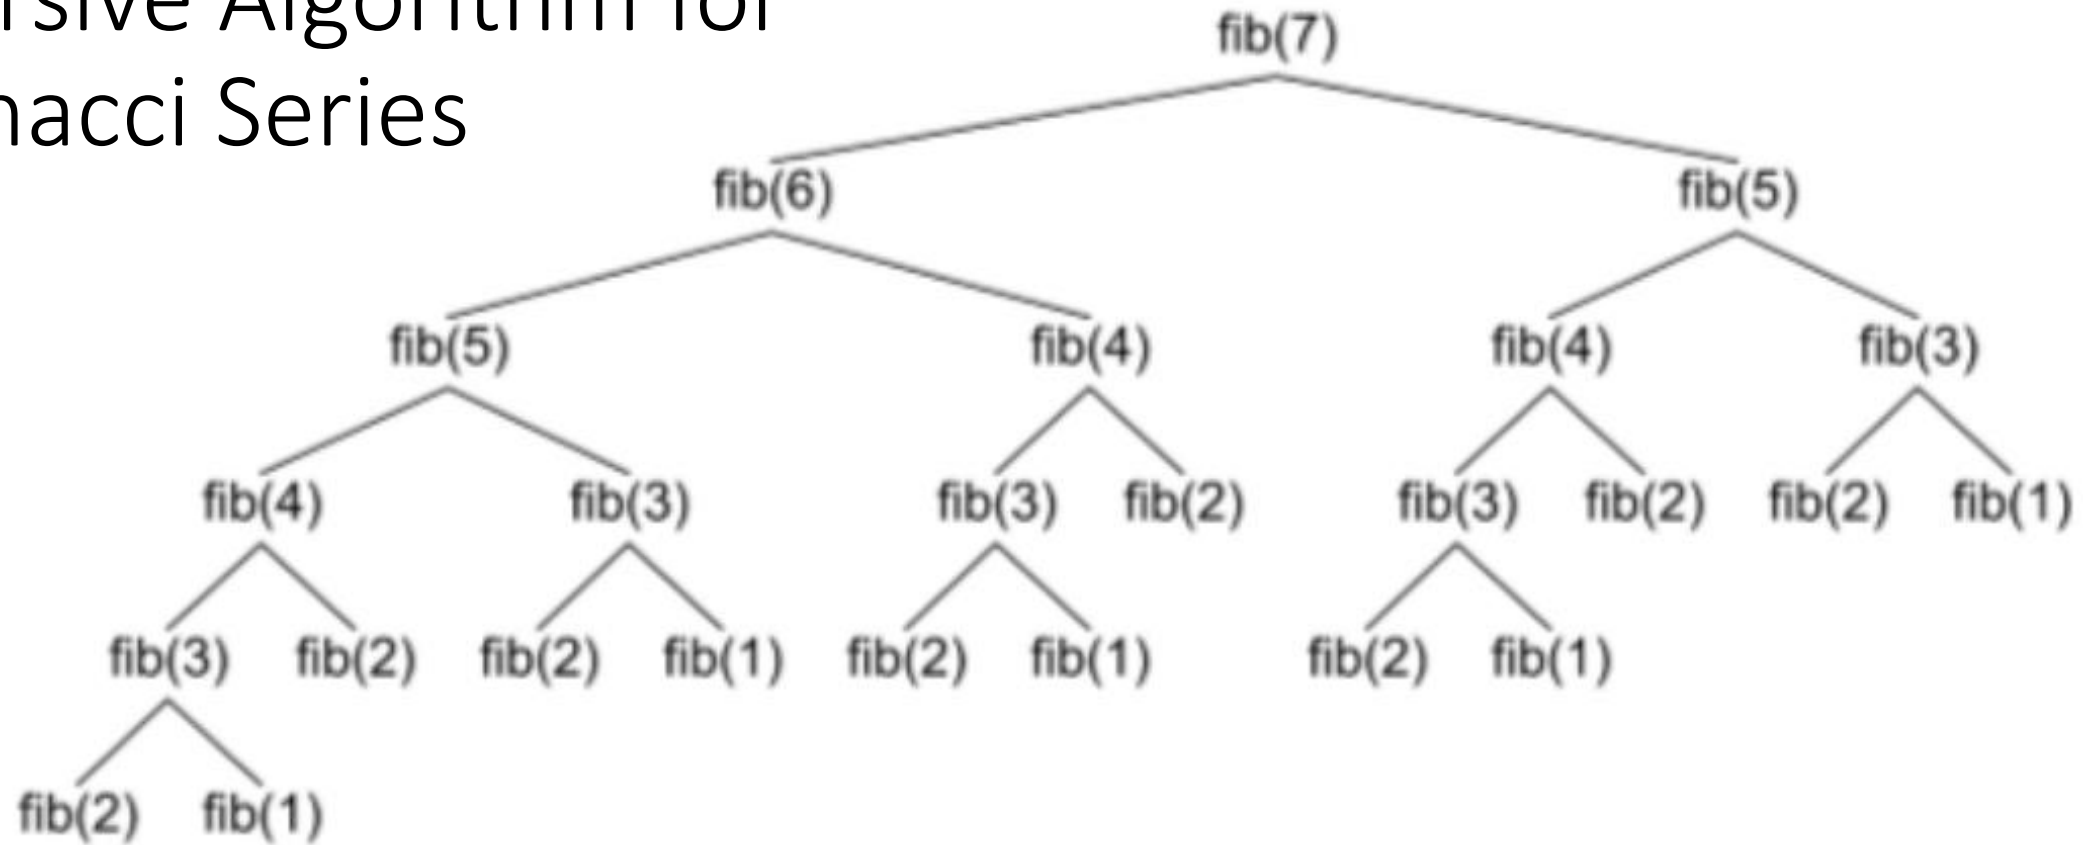 rsive Algorithm for
nacci Series
fib(7)
fib(6) fib(5)
fib(5) fib(4) fib(4) fib(3)
fib(4) fib(3) fib(3) fib(2) fib(3) fib(2) fib(2) fib(1)
fib(3) fib(2) fib(2) fib(1) fib(2) fib(1) fib(2) fib(1)
fib(2) fib(1)